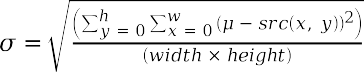 σ = √((∑_{y = 0}^{h} ∑_{x = 0}^{w} (μ - src(x, y))²) / (width × height))